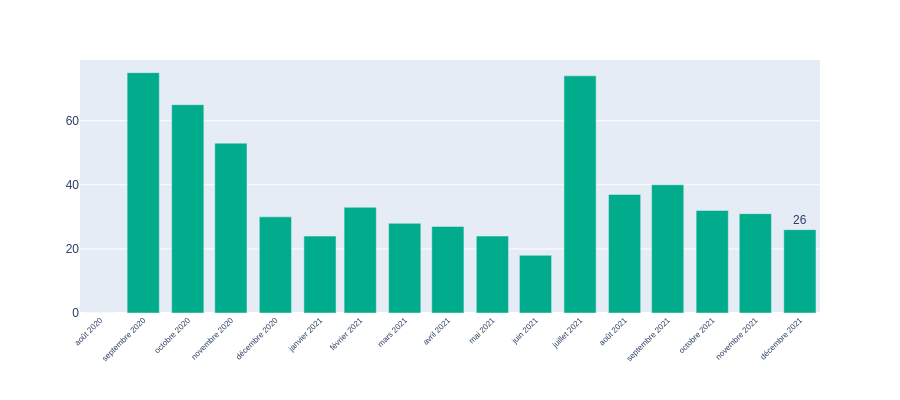 60
40
20
0
26
août 2020
septembre 2020
octobre 2020
novembre 2020
décembre 2020
janvier 2021
février 2021
mars 2021
avril 2021
mai 2021
juin 2021
juillet 2021
août 2021
septembre 2021
octobre 2021
novembre 2021
décembre 2021